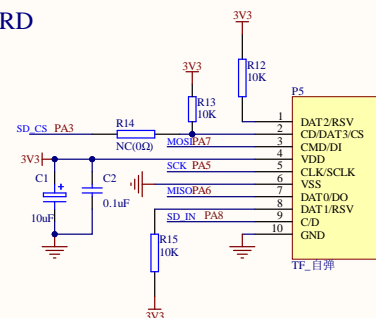 RD
3V3
R12
10K
P5
3V3
R13
10K
SD_CS PA3
R14
NC(0Ω)
MOSI PA7
3V3
SCK PA5
C1
10uF
C2
0.1uF
MISO PA6
SD_IN PA8
R15
10K
3V3
1 DAT2/RSV
2 CD/DAT3/CS
3 CMD/DI
4 VDD
5 CLK/SCLK
6 VSS
7 DAT0/DO
8 DAT1/RSV
9 C/D
10 GND
TF_自弹